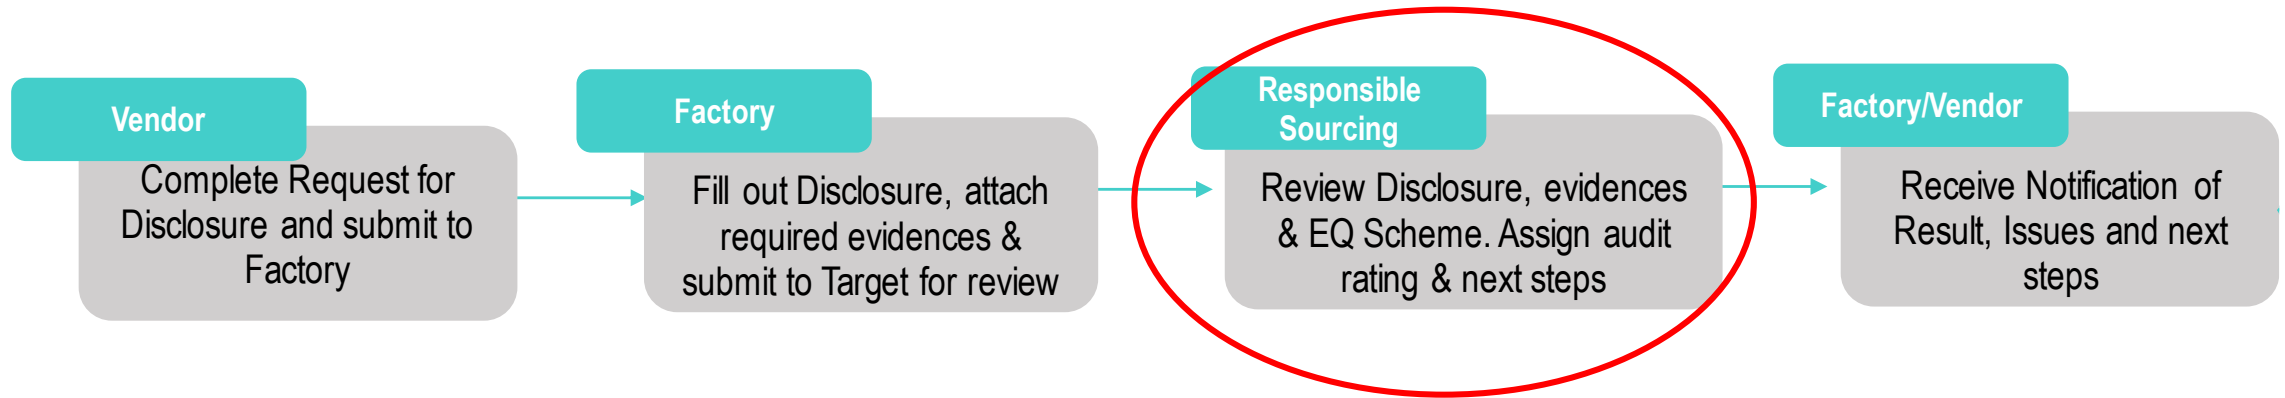 Vendor
Complete Request for
Disclosure and submit to
Factory
Factory
Fill out Disclosure, attach
required evidences &
submit to Target for review
Responsible
Sourcing
Review Disclosure, evidences
& EQ Scheme. Assign audit
rating & next steps
Factory/Vendor
Receive Notification of
Result, Issues and next
steps